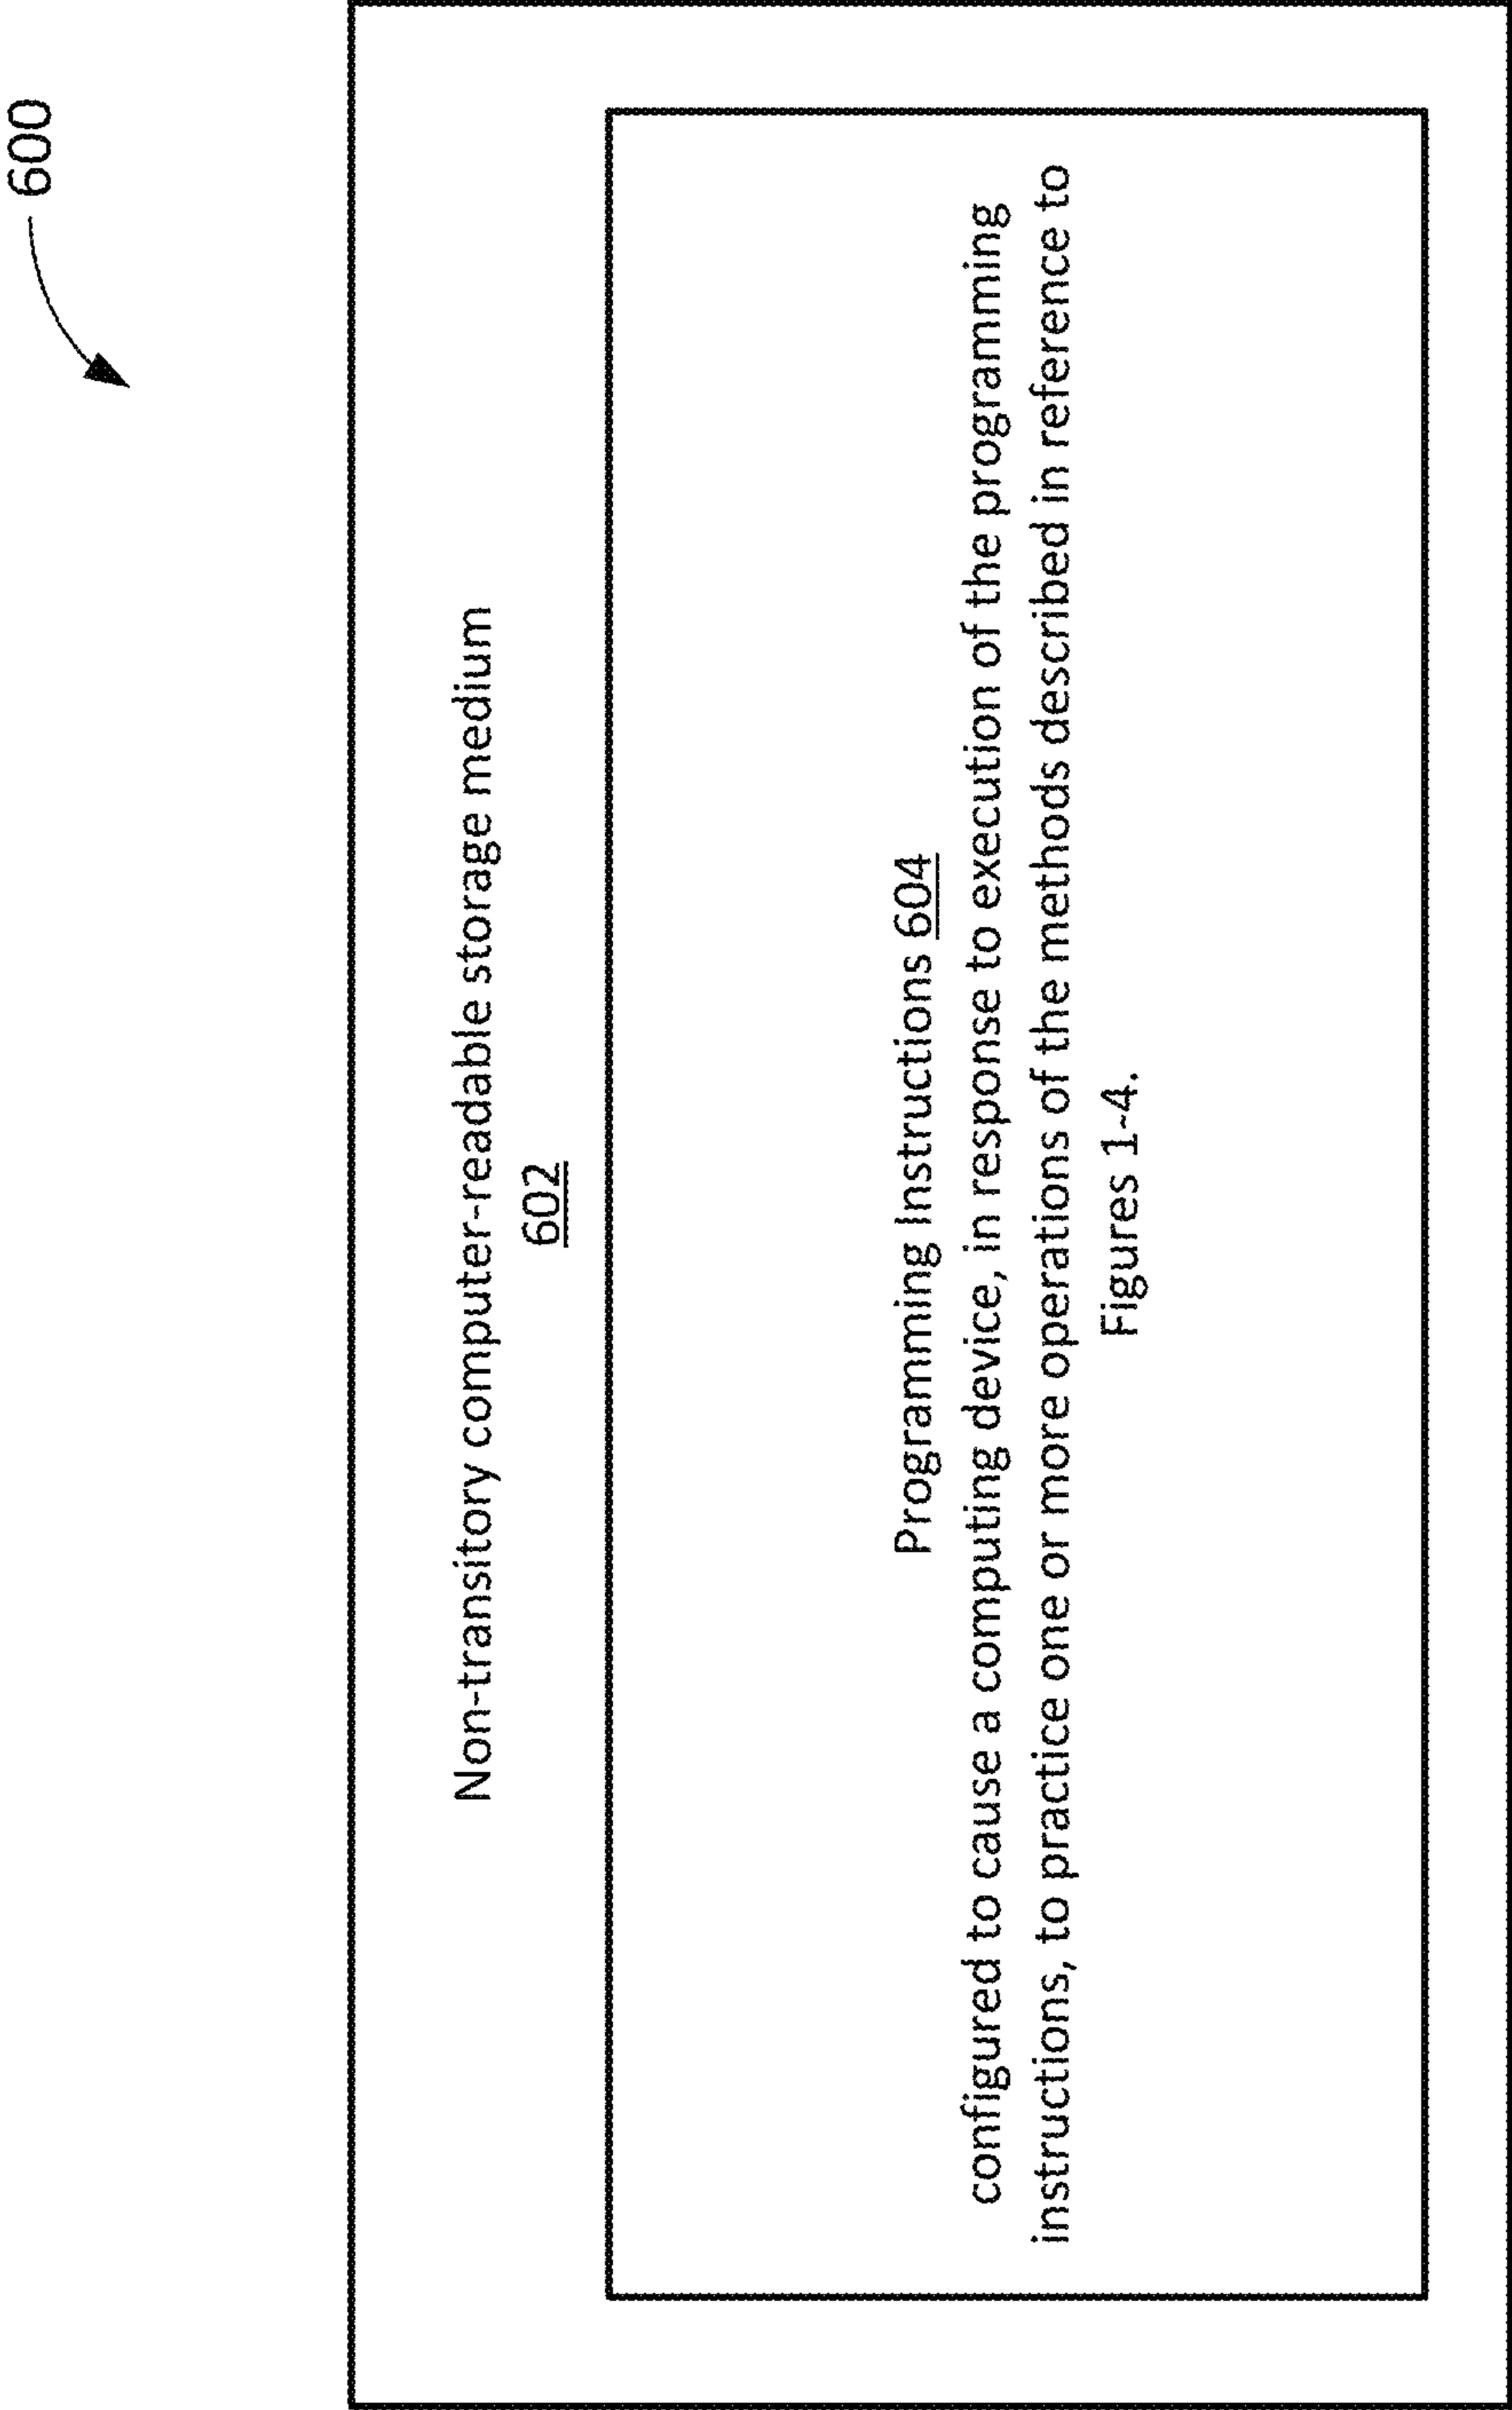 600
Non-transitory computer-readable storage medium
602
Programming Instructions 604
configured to cause a computing device, in response to execution of the programming
instructions, to practice one or more operations of the methods described in reference to
Figures 1-4.